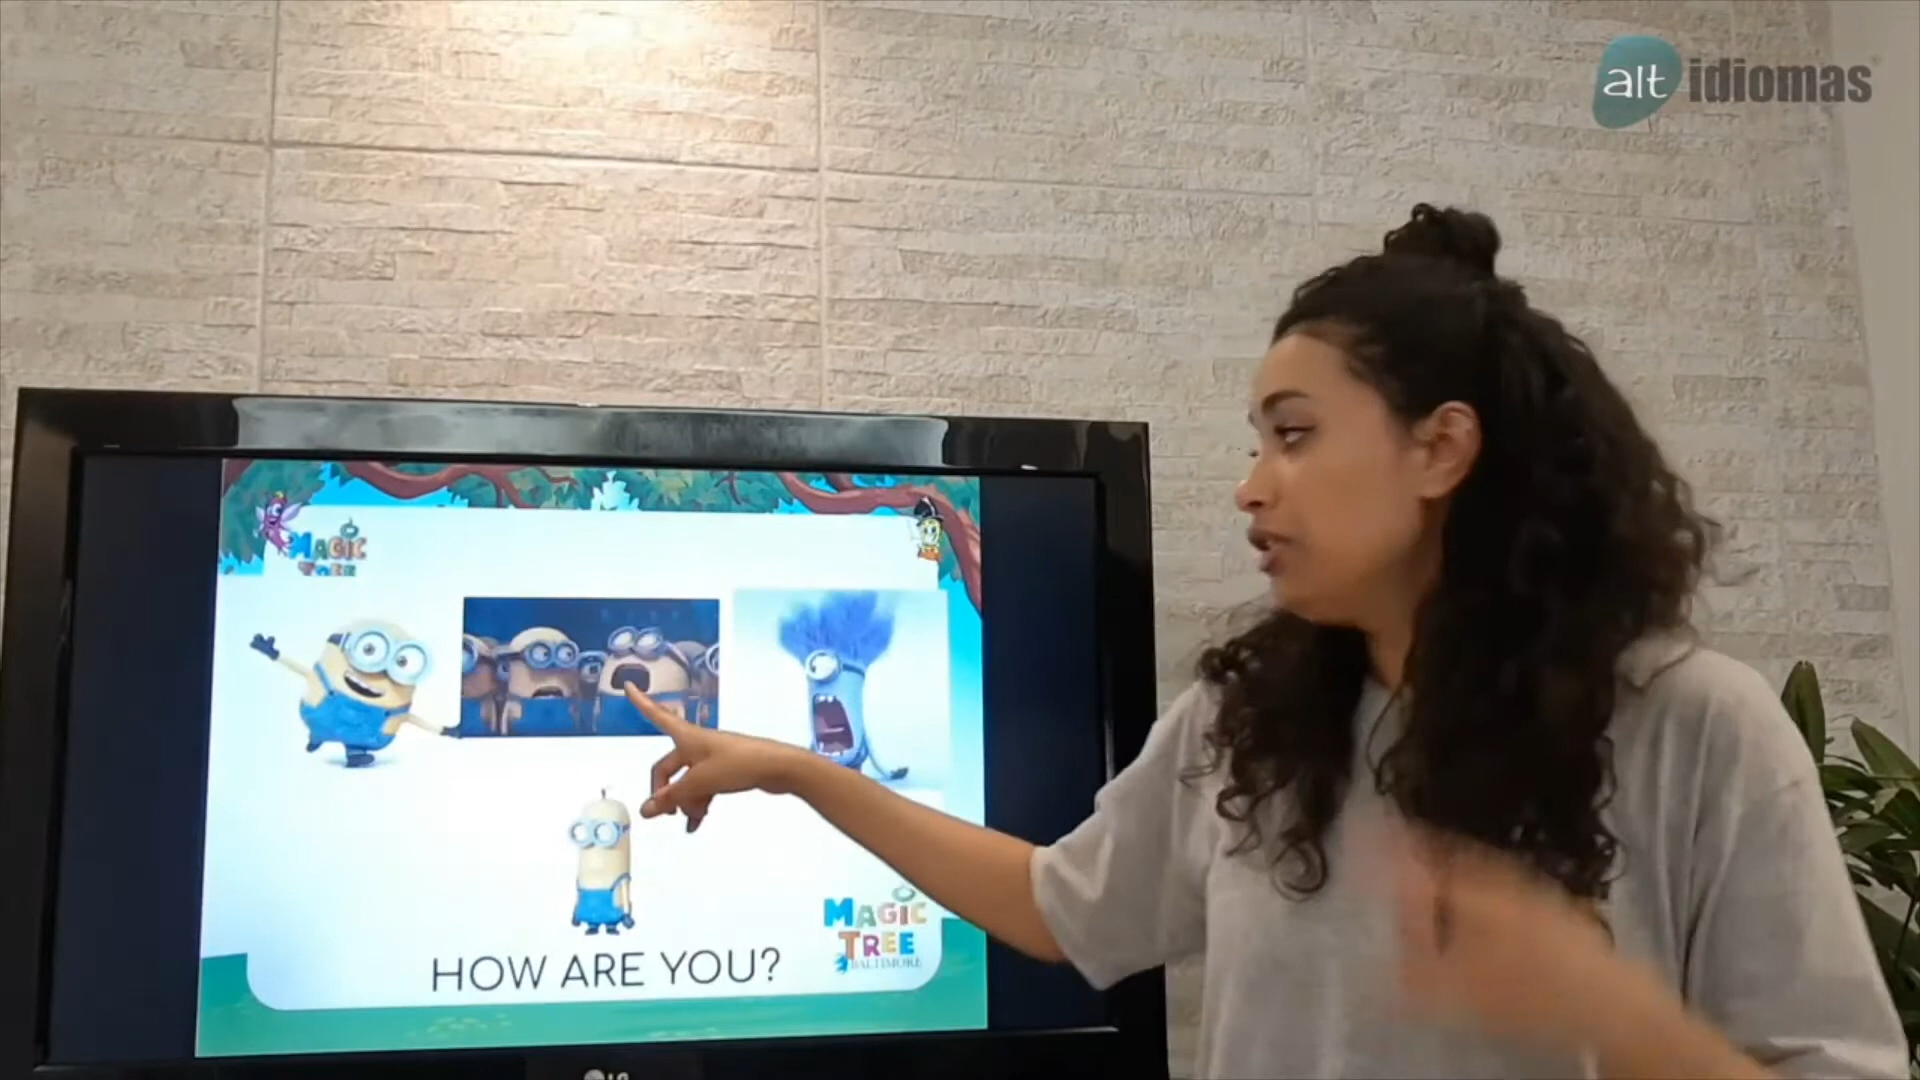 alt idiomas
MAGIC
TREE
HOW ARE YOU?
MAGIC
TREE
BALTIMORE
LG